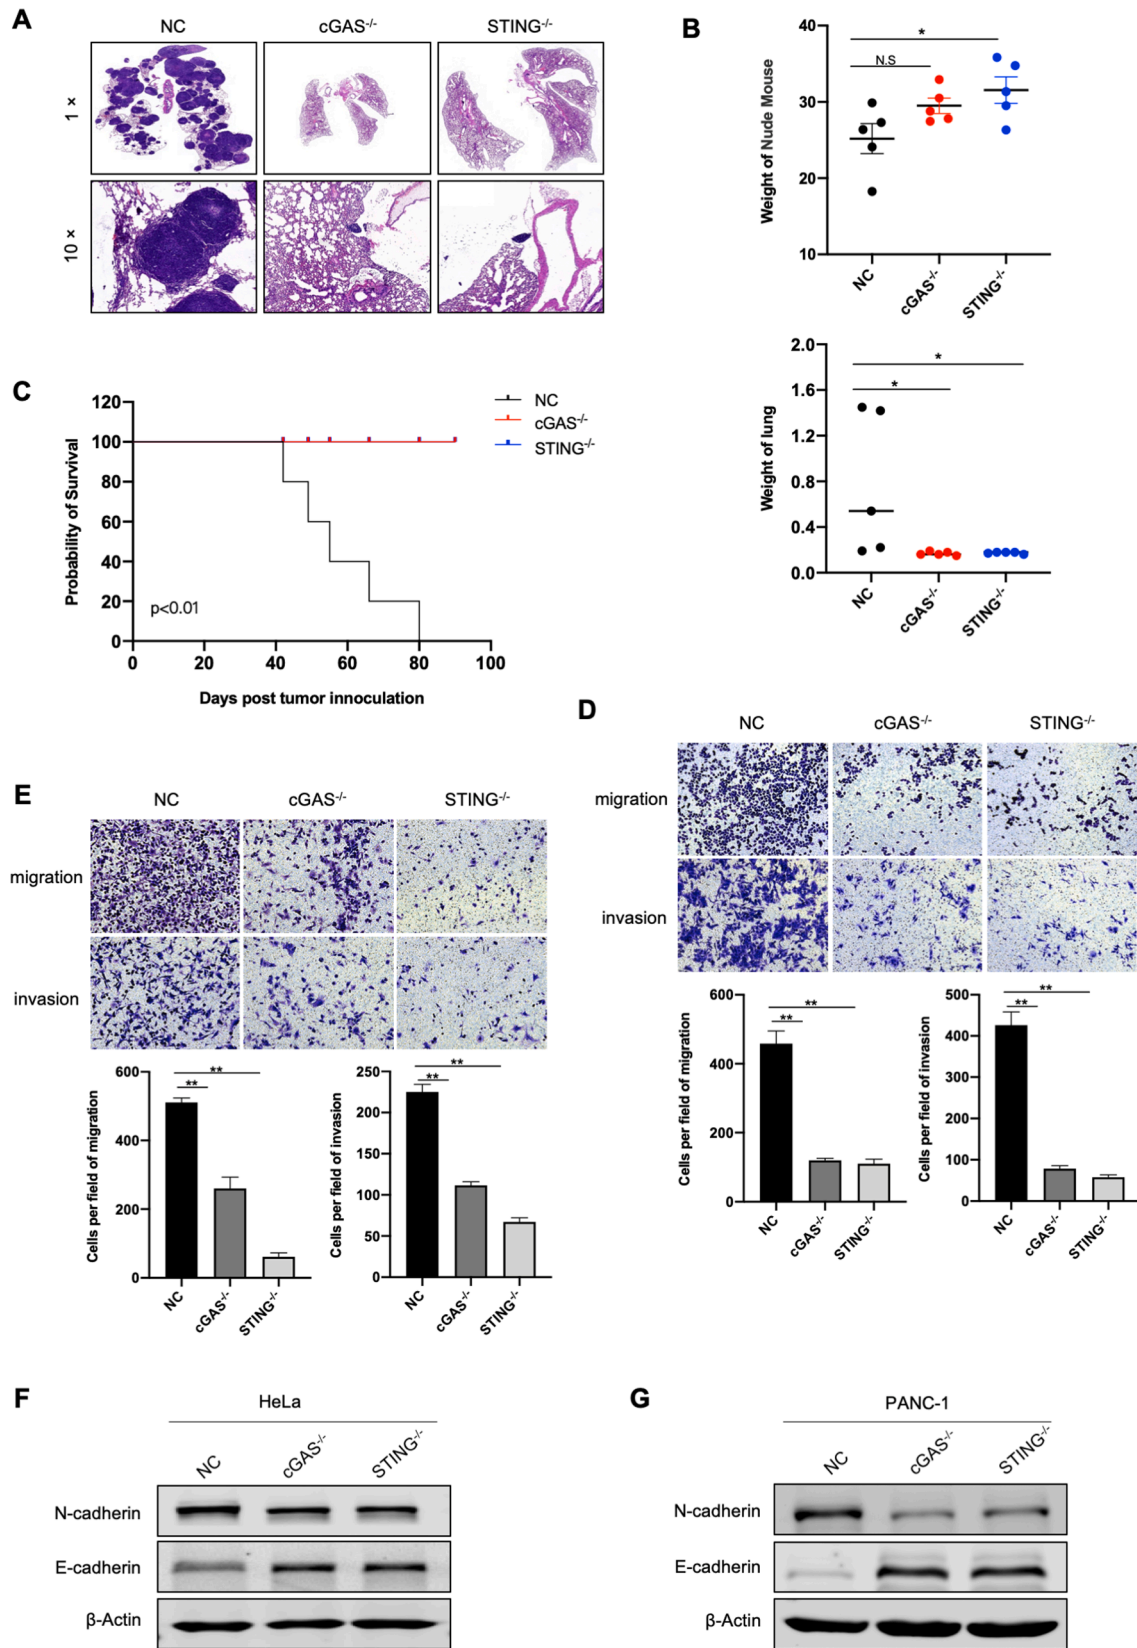 A
NC cGAS-/- STING-/-
1 ×
10 ×
B
Weight of Nude Mouse
40
30
20
10
*
N.S
NC
cGAS-/-
STING-/-
Weight of lung
2.0
1.6
1.2
0.8
0.4
0.0
*
*
NC
cGAS-/-
STING-/-
C
Probability of Survival
120
100
80
60
40
20
0
p<0.01
0 20 40 60 80 100
Days post tumor innoculation
NC
cGAS-/-
STING-/-
D
NC cGAS-/- STING-/-
migration
invasion
Cells per field of migration
600
400
200
0
**
**
NC
cGAS-/-
STING-/-
Cells per field of invasion
500
400
300
200
100
0
**
**
NC
cGAS-/-
STING-/-
E
NC cGAS-/- STING-/-
migration
invasion
Cells per field of migration
600
400
200
0
**
**
NC
cGAS-/-
STING-/-
Cells per field of invasion
250
200
150
100
50
0
**
**
NC
cGAS-/-
STING-/-
F
HeLa
NC cGAS-/- STING-/-
N-cadherin
E-cadherin
β-Actin
G
PANC-1
NC cGAS-/- STING-/-
N-cadherin
E-cadherin
β-Actin